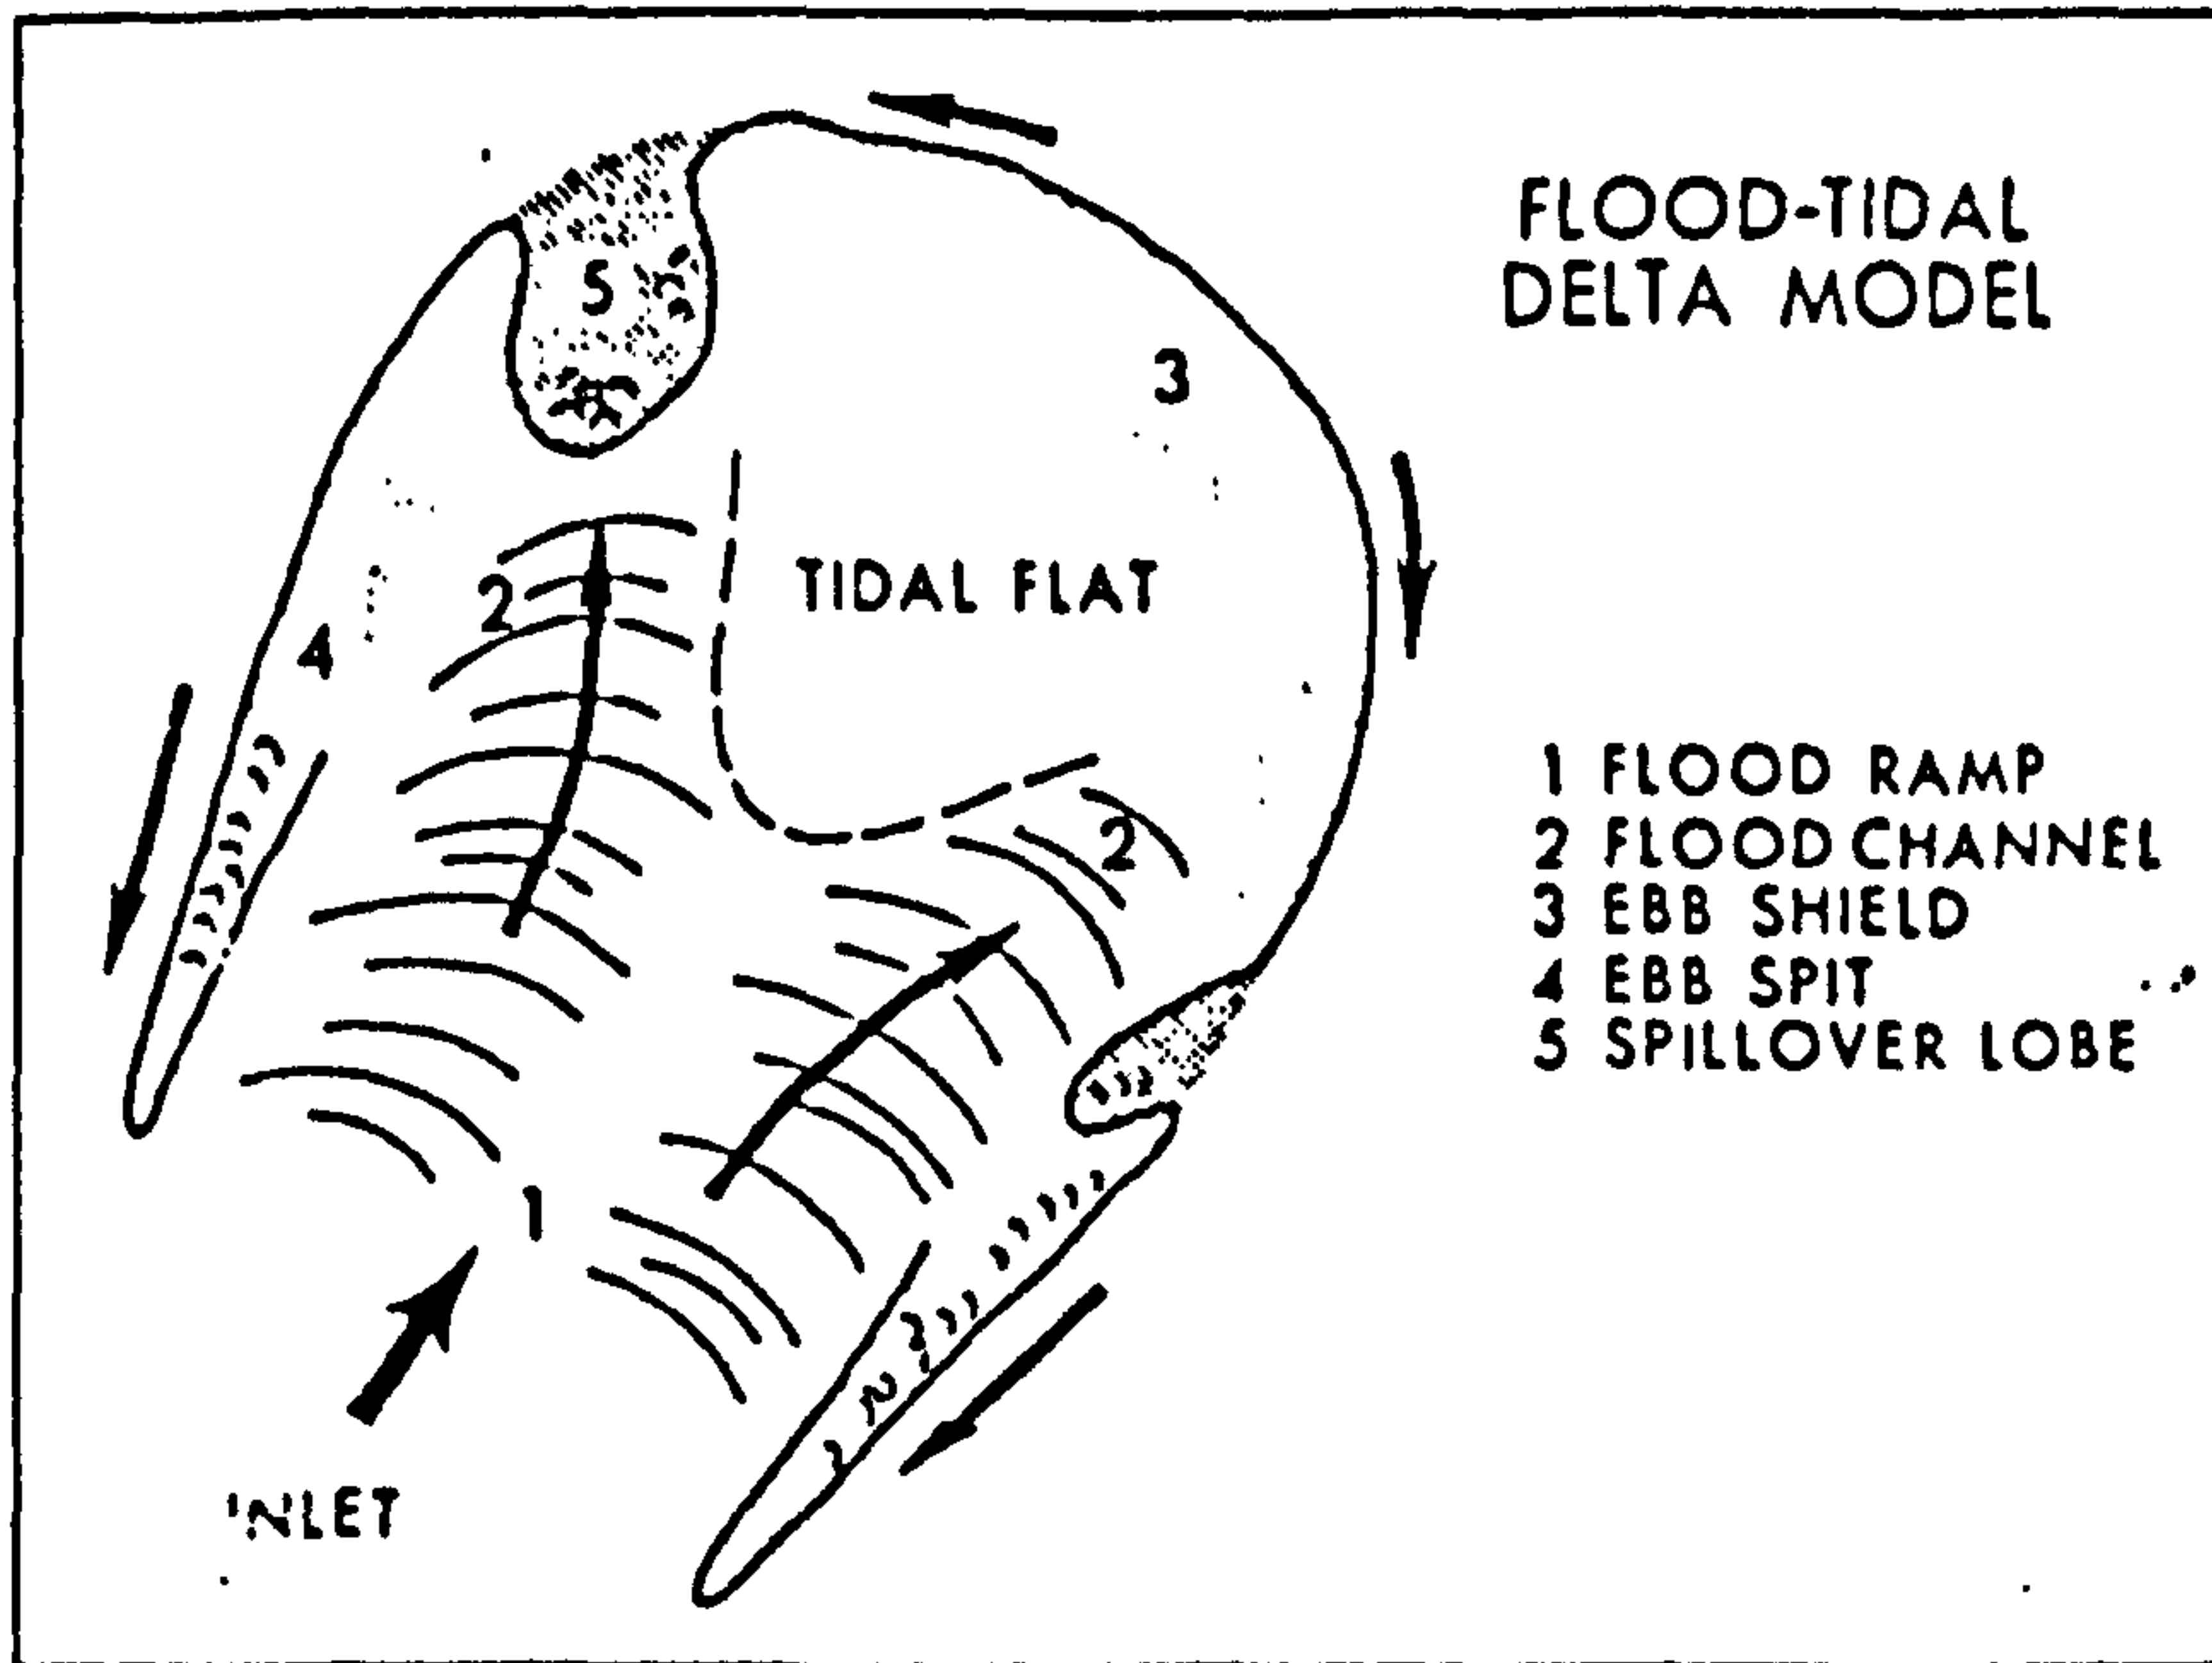 FLOOD-TIDAL
DELTA MODEL
5
3
TIDAL FLAT
2
4
2
1 FLOOD RAMP
2 FLOOD CHANNEL
3 EBB SHIELD
4 EBB SPIT
5 SPILLOVER LOBE
1
INLET